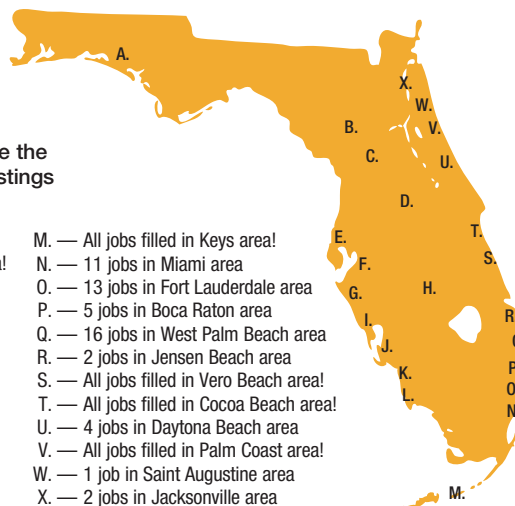 A.
X.
W.
B.
V.
C.
U.
D.
E.
T.
S.
F.
H.
G.
I.
R
J.
K.
P
L.
O
N
M.
e the
stings
a!
M. — All jobs filled in Keys area!
N. — 11 jobs in Miami area
O. — 13 jobs in Fort Lauderdale area
P. — 5 jobs in Boca Raton area
Q. — 16 jobs in West Palm Beach area
R. — 2 jobs in Jensen Beach area
S. — All jobs filled in Vero Beach area!
T. — All jobs filled in Cocoa Beach area!
U. — 4 jobs in Daytona Beach area
V. — All jobs filled in Palm Coast area!
W. — 1 job in Saint Augustine area
X. — 2 jobs in Jacksonville area